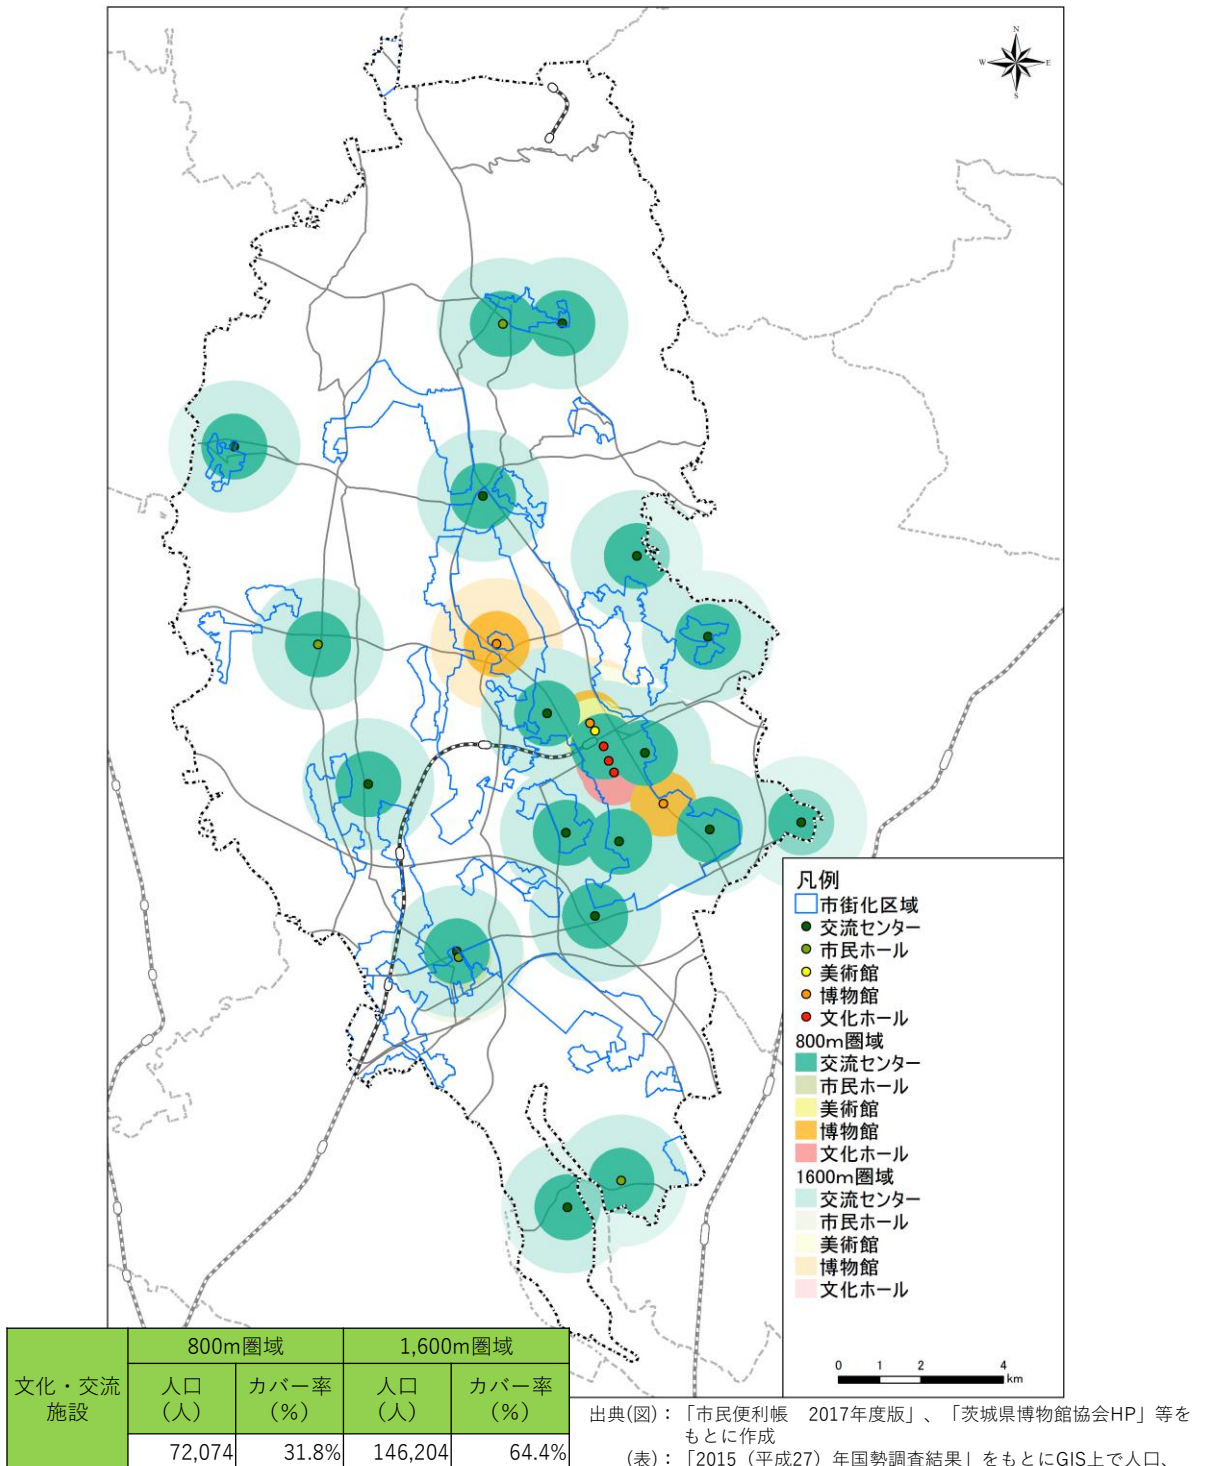 N
W
E
S
凡例
市街化区域
交流センター
市民ホール
美術館
博物館
文化ホール
800m圏域
交流センター
市民ホール
美術館
博物館
文化ホール
1600m圏域
交流センター
市民ホール
美術館
博物館
文化ホール
0 1 2 4
km
文化・交流
施設
800m圏域 1,600m圏域
人口
（人） カバー率
（%） 人口
（人） カバー率
（%）
72,074 31.8% 146,204 64.4%
出典(図)：「市民便利帳　2017年度版」、「茨城県博物館協会HP」等を
もとに作成
(表)：「2015（平成27）年国勢調査結果」をもとにGIS上で人口、